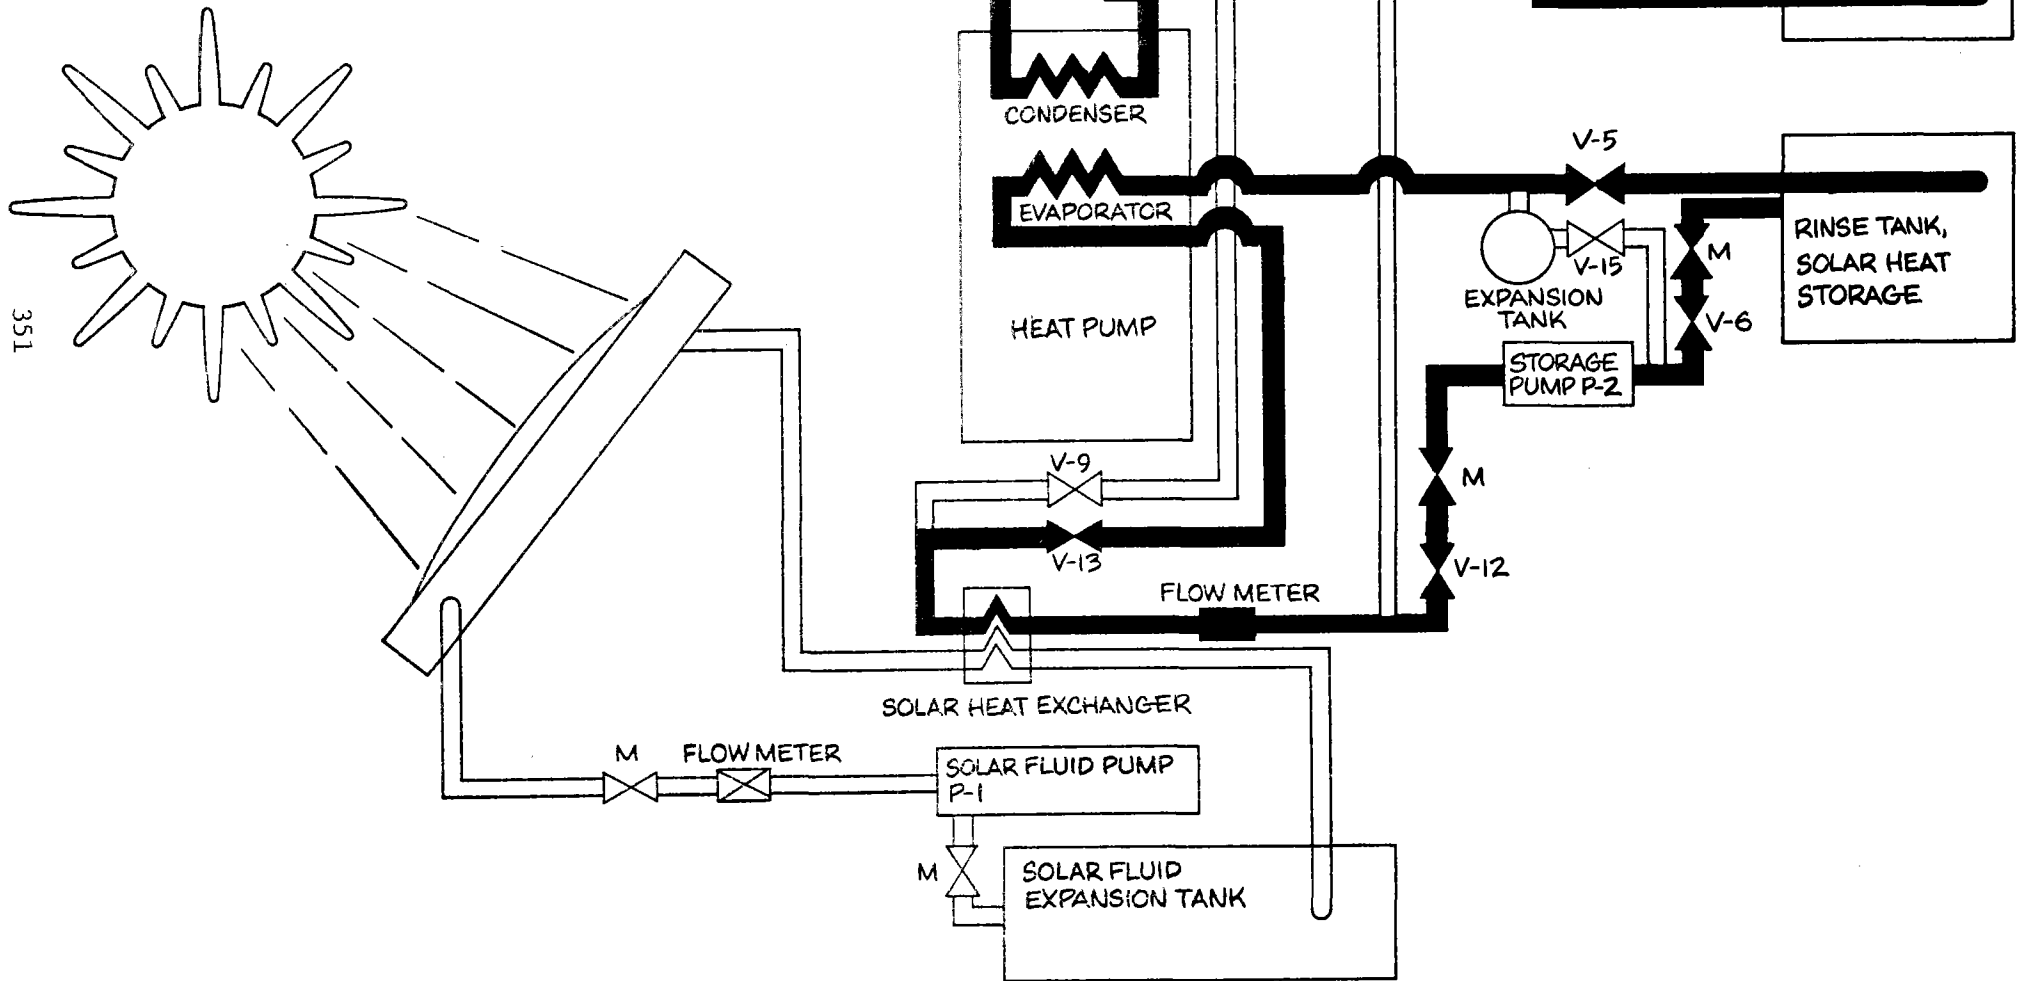 CONDENSER
V-5
EVAPORATOR
RINSE TANK,
SOLAR HEAT
STORAGE
M
V-15
EXPANSION
TANK
HEAT PUMP
V-6
351
STORAGE
PUMP P-2
V-9
M
V-13
V-12
FLOW METER
SOLAR HEAT EXCHANGER
M
FLOW METER
SOLAR FLUID PUMP
P-1
M
SOLAR FLUID
EXPANSION TANK